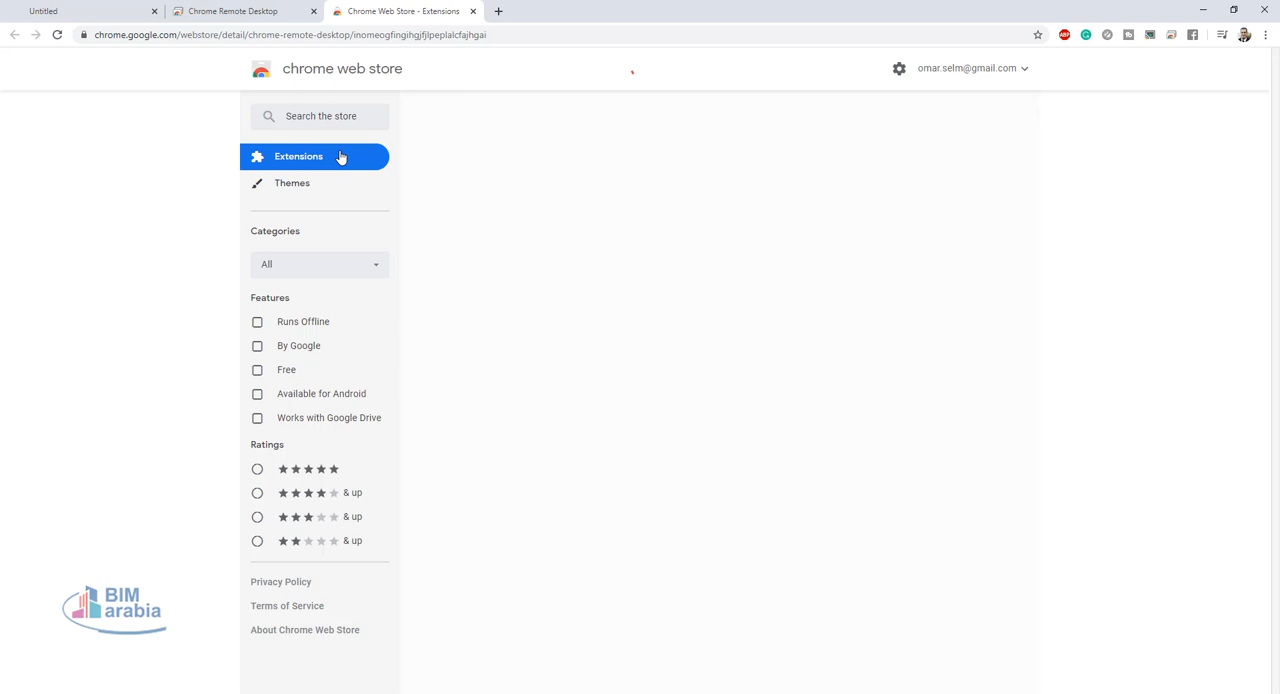 Untitled
Chrome Remote Desktop
Chrome Web Store - Extensions
chrome.google.com/webstore/detail/chrome-remote-desktop/inomeogfingihgjfjlpeplalcfajhgai
ABP
chrome web store
omar.selm@gmail.com
Search the store
Extensions
Themes
Categories
All
Features
Runs Offline
By Google
Free
Available for Android
Works with Google Drive
Ratings
& up
& up
& up
Privacy Policy
Terms of Service
About Chrome Web Store
BIM
arabia